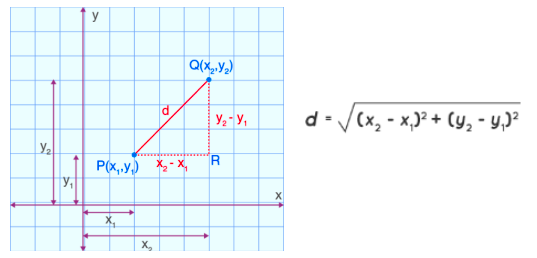 y
Q(x₂,y₂)
d
y₂ - y₁
d = √(x₂ - x₁)² + (y₂ - y₁)²
y₂
P(x₁,y₁)
x₂ - x₁
R
y₁
x
x₁
x₂